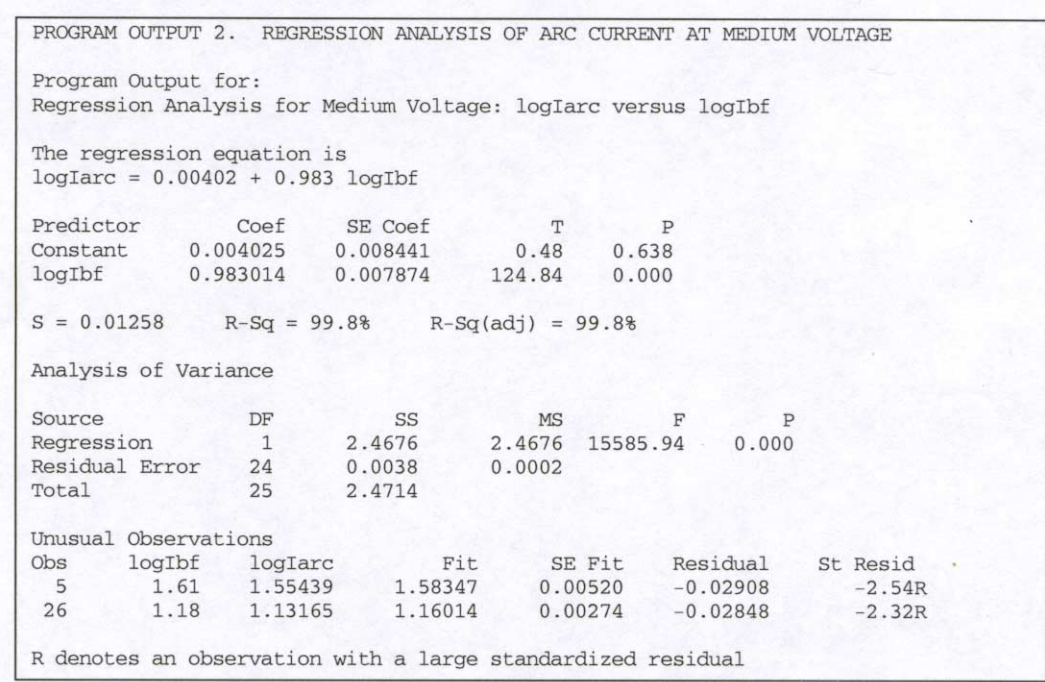 PROGRAM OUTPUT 2. REGRESSION ANALYSIS OF ARC CURRENT AT MEDIUM VOLTAGE
Program Output for:
Regression Analysis for Medium Voltage: logIarc versus logIbf
The regression equation is
logIarc = 0.00402 + 0.983 logIbf
Predictor Coef SE Coef T P
Constant 0.004025 0.008441 0.48 0.638
logIbf 0.983014 0.007874 124.84 0.000
S = 0.01258 R-Sq = 99.8% R-Sq(adj) = 99.8%
Analysis of Variance
Source DF SS MS F P
Regression 1 2.4676 2.4676 15585.94 0.000
Residual Error 24 0.0038 0.0002
Total 25 2.4714
Unusual Observations
Obs logIbf logIarc Fit SE Fit Residual St Resid
5 1.61 1.55439 1.58347 0.00520 -0.02908 -2.54R
26 1.18 1.13165 1.16014 0.00274 -0.02848 -2.32R
R denotes an observation with a large standardized residual